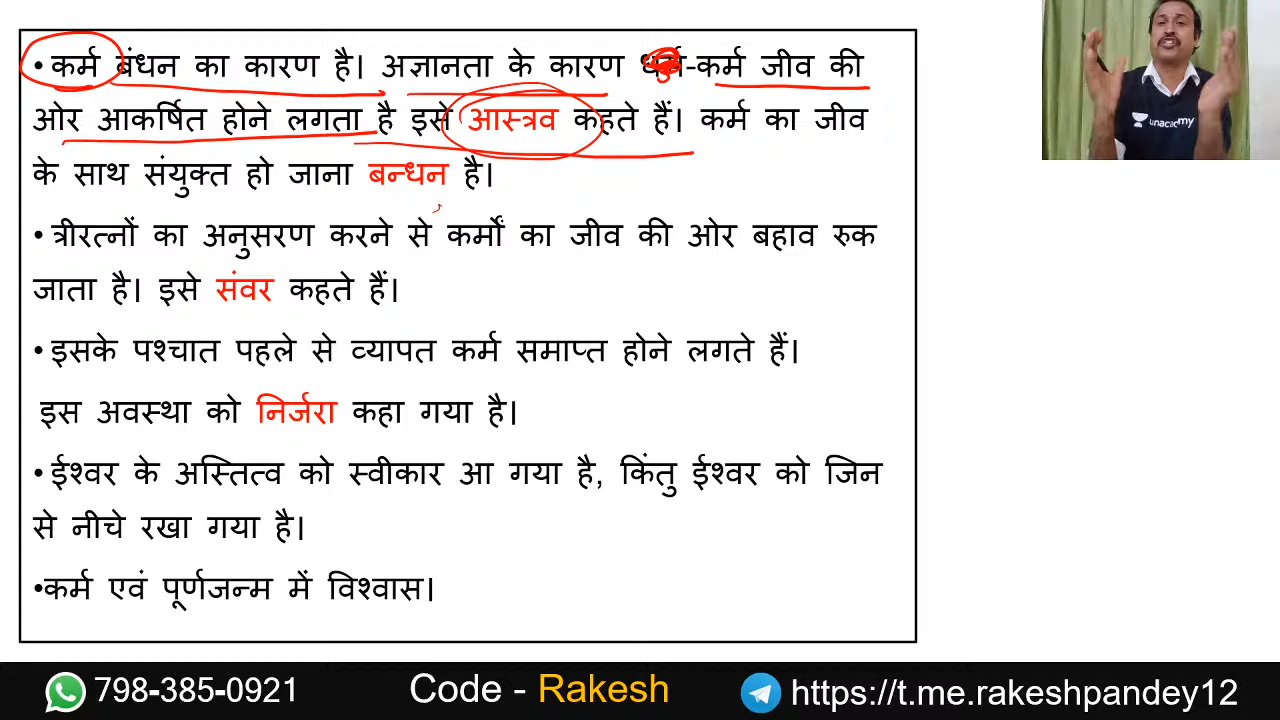 • कर्म बंधन का कारण है। अज्ञानता के कारण -कर्म जीव की
ओर आकर्षित होने लगता है इसे आस्त्रव कहते हैं। कर्म का जीव
के साथ संयुक्त हो जाना बन्धन है।
• त्रीरत्नों का अनुसरण करने से कर्मों का जीव की ओर बहाव रुक
जाता है। इसे संवर कहते हैं।
•इसके पश्चात पहले से व्यापत कर्म समाप्त होने लगते हैं।
इस अवस्था को निर्जरा कहा गया है।
•ईश्वर के अस्तित्व को स्वीकार आ गया है, किंतु ईश्वर को जिन
से नीचे रखा गया है।
•कर्म एवं पूर्णजन्म में विश्वास।
unacademy
798-385-0921 Code - Rakesh https://t.me.rakeshpandey12